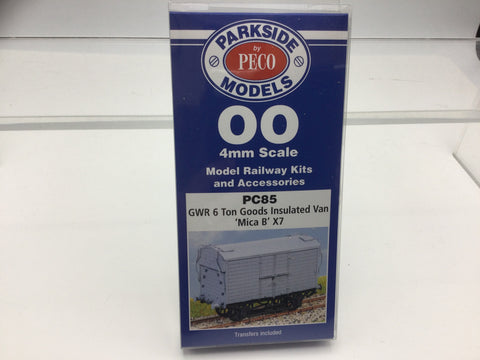 PARKSIDE
by
PECO
MODELS
OO
4mm Scale
Model Railway Kits
and Accessories
PC85
GWR 6 Ton Goods Insulated Van
'Mica B' X7
Transfers included